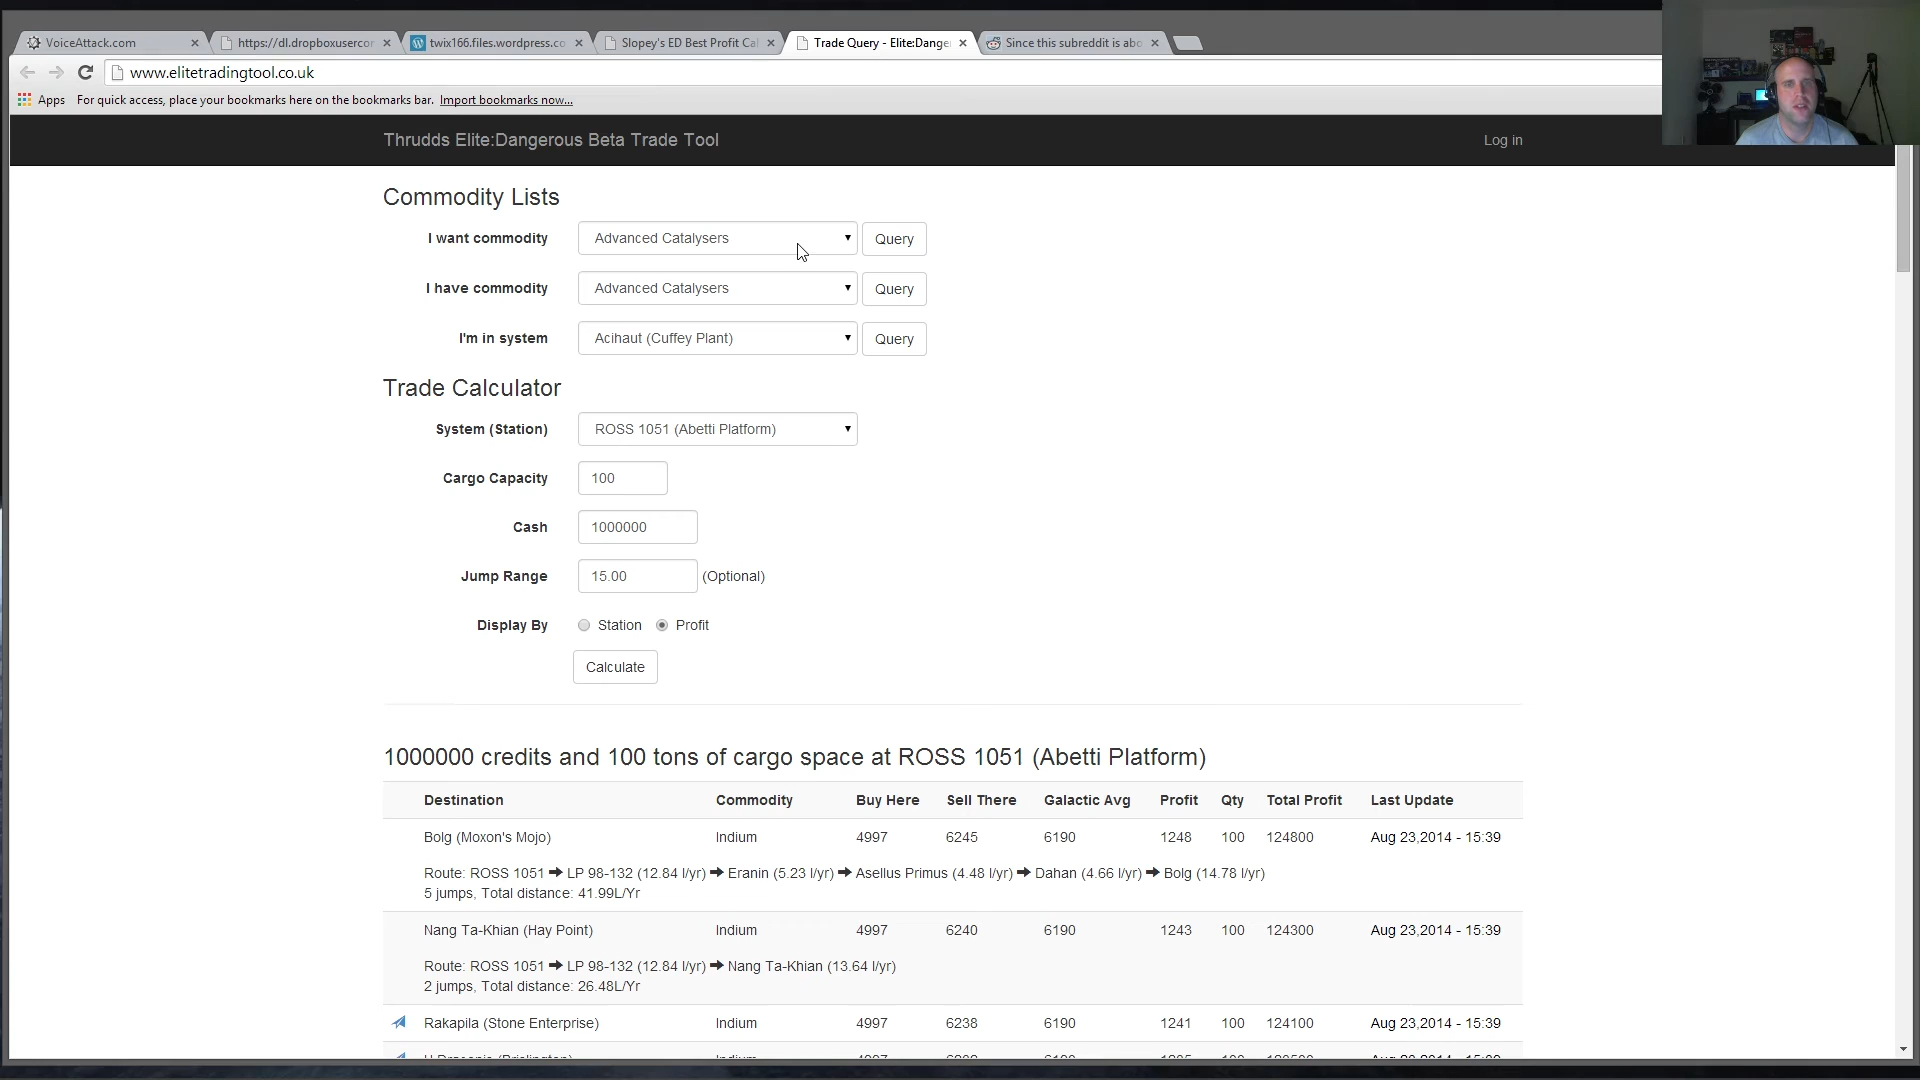 VoiceAttack.com
https://dl.dropboxusercor
twix166.files.wordpress.co
Slopey's ED Best Profit Cal
Trade Query - Elite:Dange
Since this subreddit is abo
www.elitetradingtool.co.uk
Apps For quick access, place your bookmarks here on the bookmarks bar. Import bookmarks now...
Thrudds Elite:Dangerous Beta Trade Tool
Log in
Commodity Lists
I want commodity Advanced Catalysers Query
I have commodity Advanced Catalysers Query
I'm in system Acihaut (Cuffey Plant) Query
Trade Calculator
System (Station) ROSS 1051 (Abetti Platform)
Cargo Capacity 100
Cash 1000000
Jump Range 15.00 (Optional)
Display By Station Profit
Calculate
1000000 credits and 100 tons of cargo space at ROSS 1051 (Abetti Platform)
Destination Commodity Buy Here Sell There Galactic Avg Profit Qty Total Profit Last Update
Bolg (Moxon's Mojo) Indium 4997 6245 6190 1248 100 124800 Aug 23,2014 - 15:39
Route: ROSS 1051 ➔ LP 98-132 (12.84 l/yr) ➔ Eranin (5.23 l/yr) ➔ Asellus Primus (4.48 l/yr) ➔ Dahan (4.66 l/yr) ➔ Bolg (14.78 l/yr)
5 jumps, Total distance: 41.99L/Yr
Nang Ta-Khian (Hay Point) Indium 4997 6240 6190 1243 100 124300 Aug 23,2014 - 15:39
Route: ROSS 1051 ➔ LP 98-132 (12.84 l/yr) ➔ Nang Ta-Khian (13.64 l/yr)
2 jumps, Total distance: 26.48L/Yr
Rakapila (Stone Enterprise) Indium 4997 6238 6190 1241 100 124100 Aug 23,2014 - 15:39